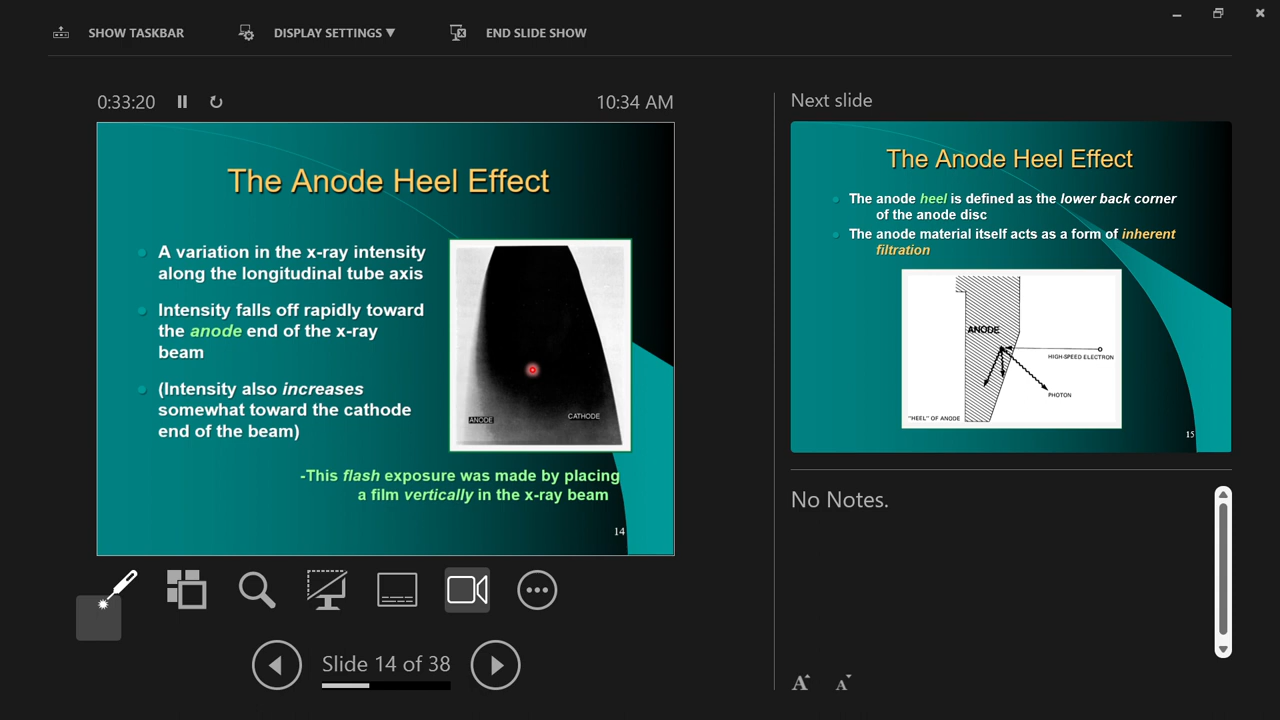 SHOW TASKBAR
DISPLAY SETTINGS ▼
END SLIDE SHOW
0:33:20
10:34 AM
The Anode Heel Effect
A variation in the x-ray intensity
along the longitudinal tube axis
Intensity falls off rapidly toward
the anode end of the x-ray
beam
(Intensity also increases
somewhat toward the cathode
end of the beam)
ANODE
CATHODE
-This flash exposure was made by placing
a film vertically in the x-ray beam
14
Slide 14 of 38
Next slide
The Anode Heel Effect
The anode heel is defined as the lower back corner
of the anode disc
The anode material itself acts as a form of inherent
filtration
ANODE
HIGH-SPEED ELECTRON
PHOTON
"HEEL" OF ANODE
15
No Notes.
A A